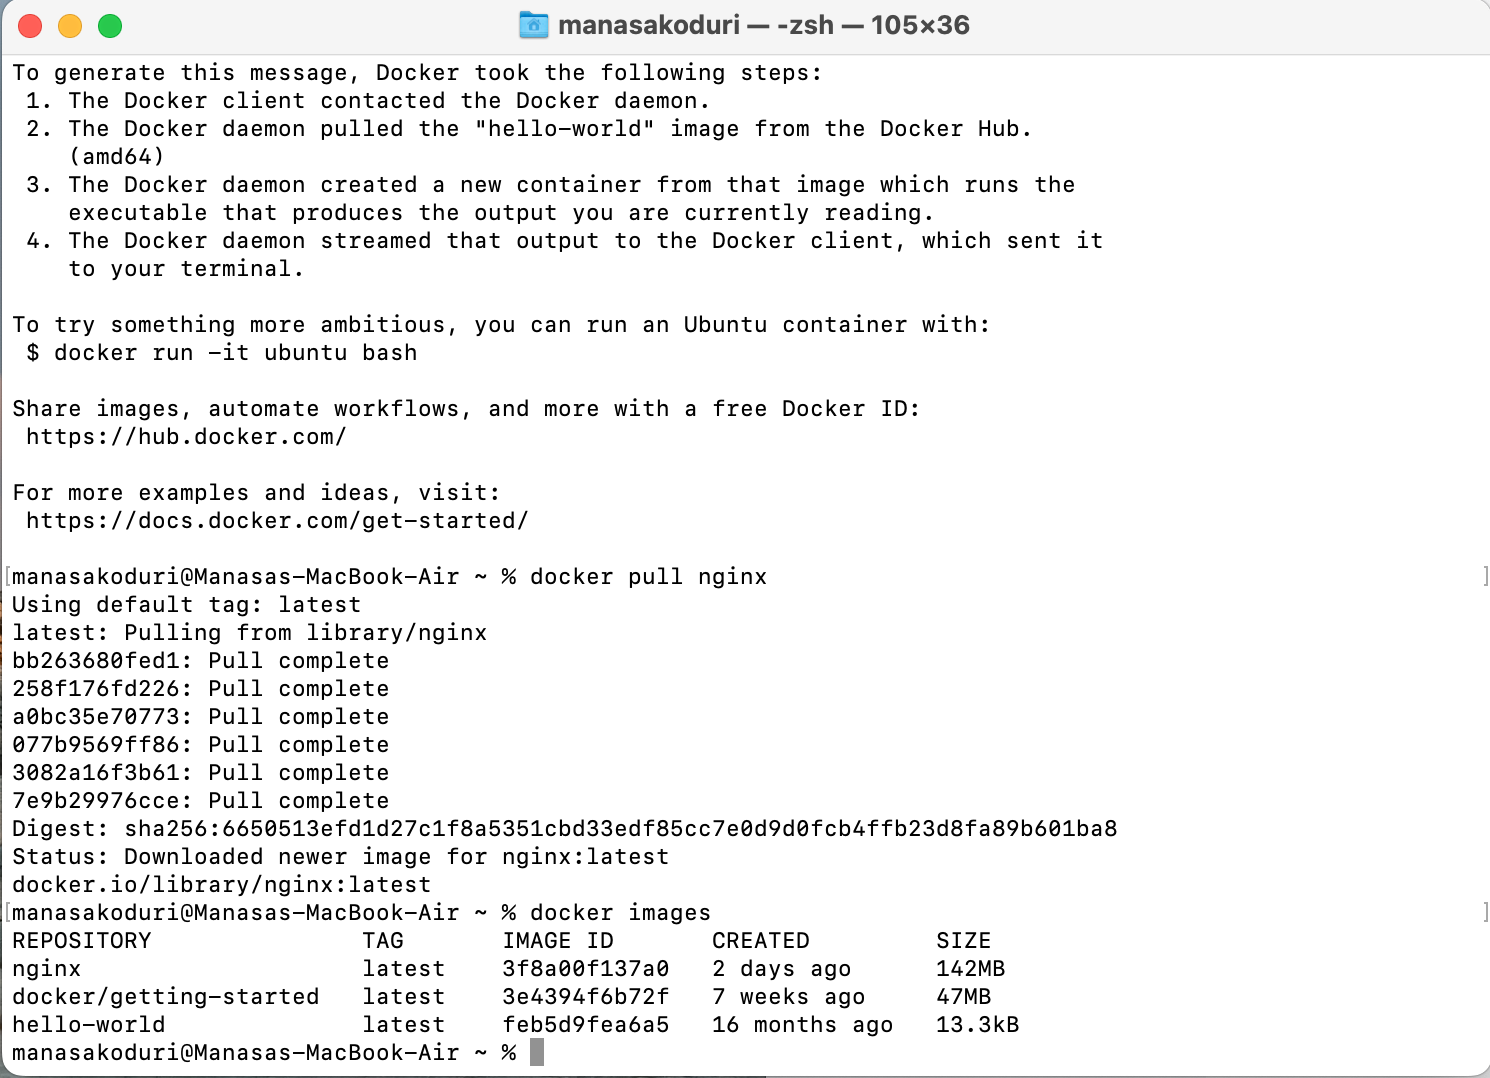 manasakoduri — -zsh — 105×36
To generate this message, Docker took the following steps:
 1. The Docker client contacted the Docker daemon.
 2. The Docker daemon pulled the "hello-world" image from the Docker Hub.
    (amd64)
 3. The Docker daemon created a new container from that image which runs the
    executable that produces the output you are currently reading.
 4. The Docker daemon streamed that output to the Docker client, which sent it
    to your terminal.

To try something more ambitious, you can run an Ubuntu container with:
 $ docker run -it ubuntu bash

Share images, automate workflows, and more with a free Docker ID:
 https://hub.docker.com/

For more examples and ideas, visit:
 https://docs.docker.com/get-started/

[manasakoduri@Manasas-MacBook-Air ~ % docker pull nginx ]
Using default tag: latest
latest: Pulling from library/nginx
bb263680fed1: Pull complete
258f176fd226: Pull complete
a0bc35e70773: Pull complete
077b9569ff86: Pull complete
3082a16f3b61: Pull complete
7e9b29976cce: Pull complete
Digest: sha256:6650513efd1d27c1f8a5351cbd33edf85cc7e0d9d0fcb4ffb23d8fa89b601ba8
Status: Downloaded newer image for nginx:latest
docker.io/library/nginx:latest
[manasakoduri@Manasas-MacBook-Air ~ % docker images ]
REPOSITORY               TAG       IMAGE ID       CREATED         SIZE
nginx                    latest    3f8a00f137a0   2 days ago      142MB
docker/getting-started   latest    3e4394f6b72f   7 weeks ago     47MB
hello-world              latest    feb5d9fea6a5   16 months ago   13.3kB
manasakoduri@Manasas-MacBook-Air ~ %